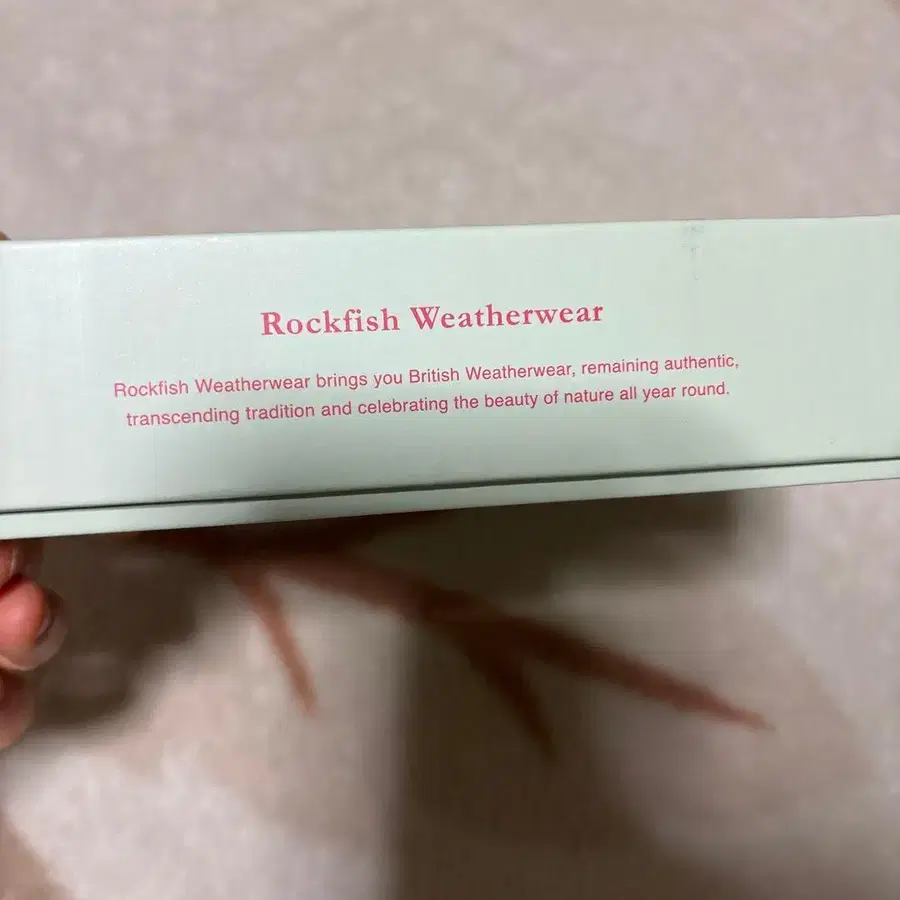 Rockfish Weatherwear
Rockfish Weatherwear brings you British Weatherwear, remaining authentic,
transcending tradition and celebrating the beauty of nature all year round.